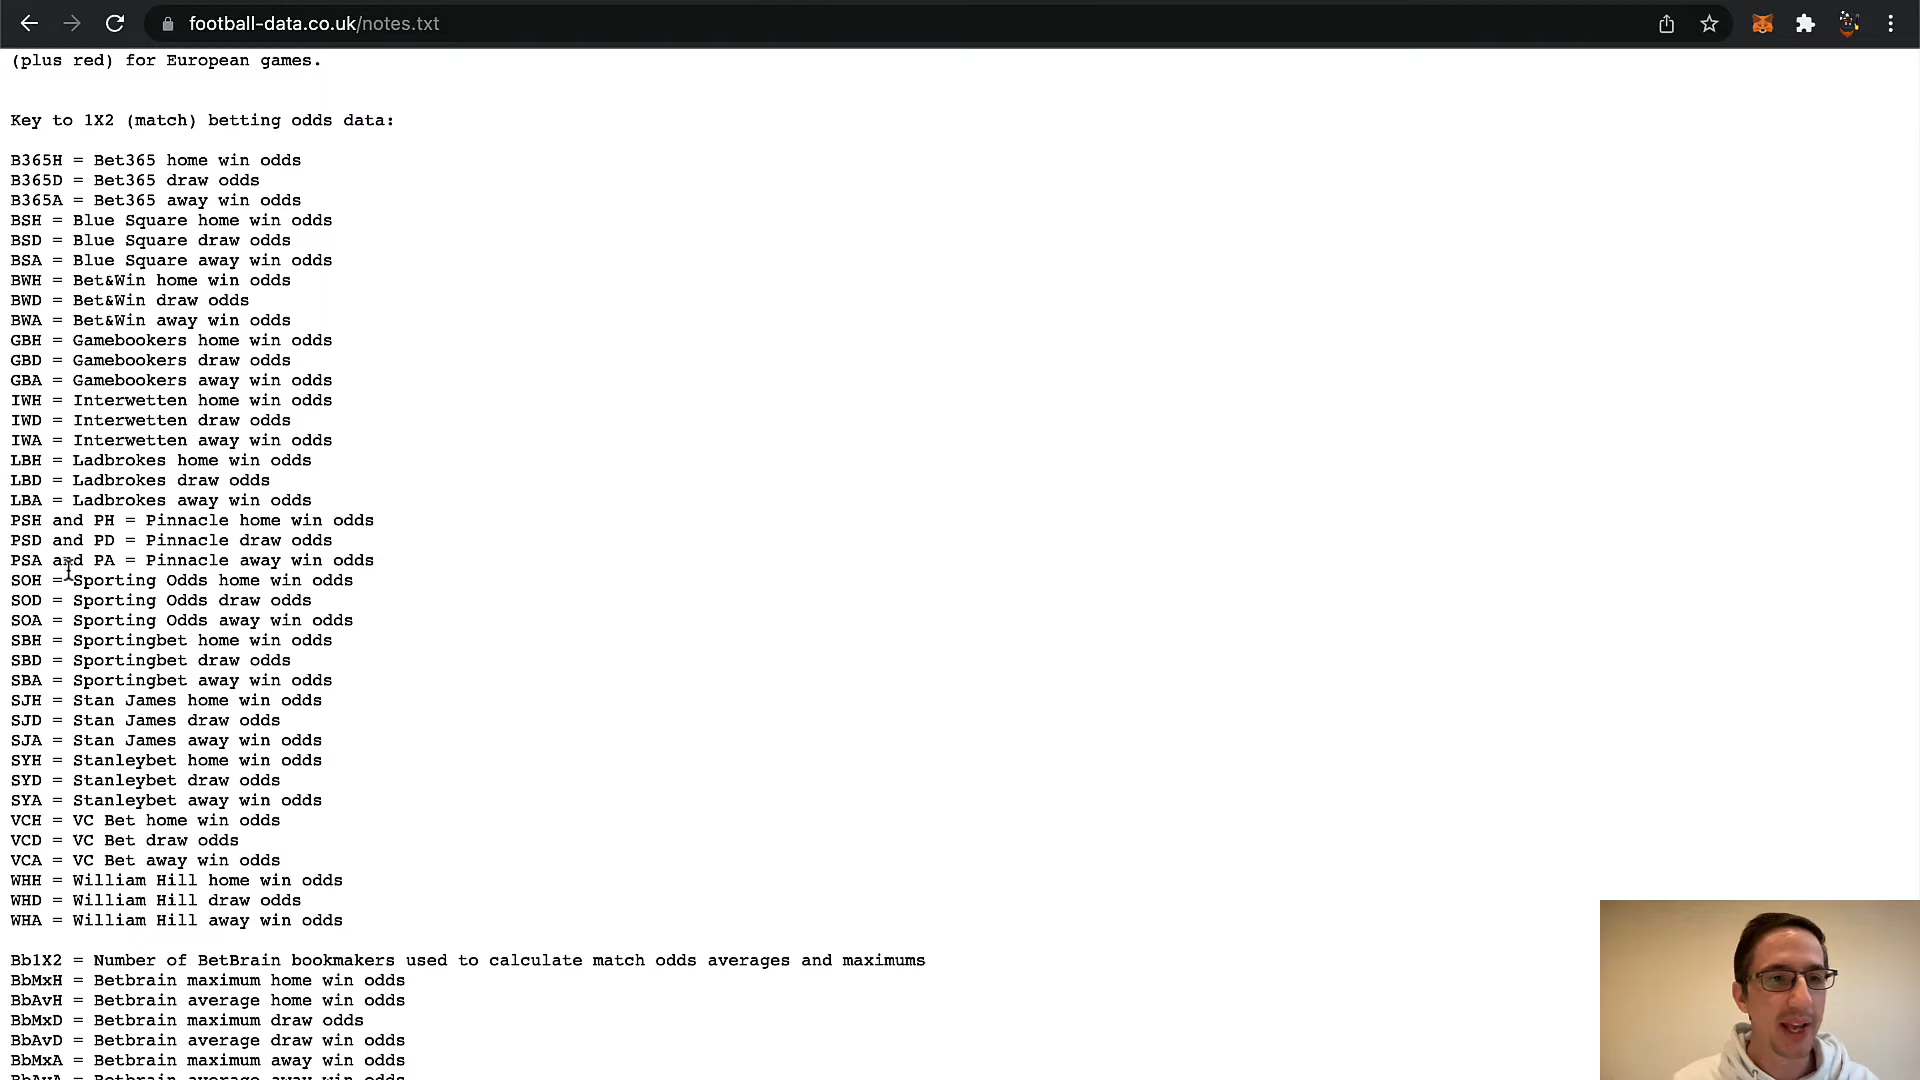 football-data.co.uk/notes.txt
(plus red) for European games.
Key to 1X2 (match) betting odds data:
B365H = Bet365 home win odds
B365D = Bet365 draw odds
B365A = Bet365 away win odds
BSH = Blue Square home win odds
BSD = Blue Square draw odds
BSA = Blue Square away win odds
BWH = Bet&Win home win odds
BWD = Bet&Win draw odds
BWA = Bet&Win away win odds
GBH = Gamebookers home win odds
GBD = Gamebookers draw odds
GBA = Gamebookers away win odds
IWH = Interwetten home win odds
IWD = Interwetten draw odds
IWA = Interwetten away win odds
LBH = Ladbrokes home win odds
LBD = Ladbrokes draw odds
LBA = Ladbrokes away win odds
PSH and PH = Pinnacle home win odds
PSD and PD = Pinnacle draw odds
PSA and PA = Pinnacle away win odds
SOH = Sporting Odds home win odds
SOD = Sporting Odds draw odds
SOA = Sporting Odds away win odds
SBH = Sportingbet home win odds
SBD = Sportingbet draw odds
SBA = Sportingbet away win odds
SJH = Stan James home win odds
SJD = Stan James draw odds
SJA = Stan James away win odds
SYH = Stanleybet home win odds
SYD = Stanleybet draw odds
SYA = Stanleybet away win odds
VCH = VC Bet home win odds
VCD = VC Bet draw odds
VCA = VC Bet away win odds
WHH = William Hill home win odds
WHD = William Hill draw odds
WHA = William Hill away win odds
Bb1X2 = Number of BetBrain bookmakers used to calculate match odds averages and maximums
BbMxH = Betbrain maximum home win odds
BbAvH = Betbrain average home win odds
BbMxD = Betbrain maximum draw odds
BbAvD = Betbrain average draw win odds
BbMxA = Betbrain maximum away win odds
BbAvA = Betbrain average away win odds